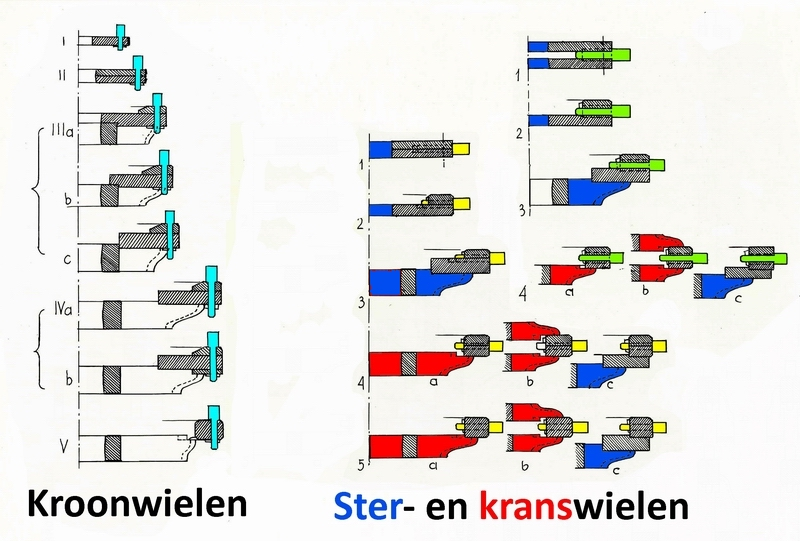 I
II
IIIa
b
c
IVa
b
V
1
2
3
4
a
b
c
5
a
b
c
1
2
3
4
a
b
c
Kroonwielen
Ster- en kranswielen